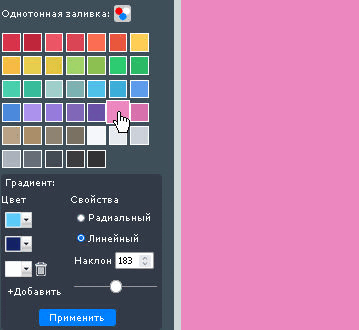 Однотонная заливка:
Градиент:
Цвет Свойства
Радиальный
Линейный
Наклон 183
+Добавить
Применить